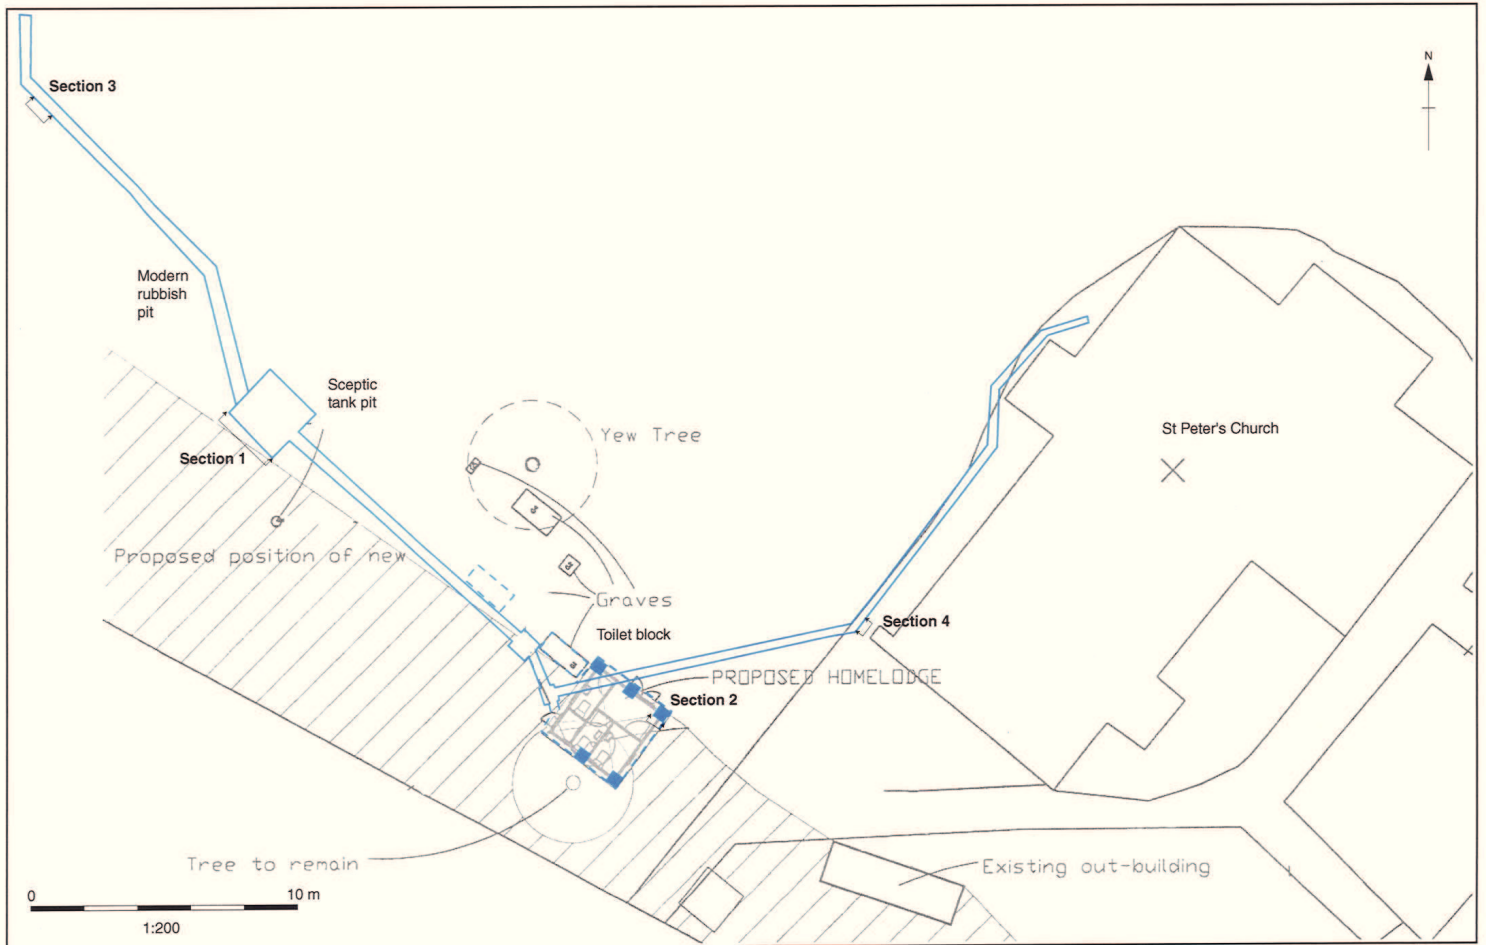 Section 3
N
Modern
rubbish
pit
Sceptic
tank pit
Yew Tree
St Peter's Church
Section 1
Proposed position of new
Graves
Toilet block
Section 4
PROPOSED HOMELODGE
Section 2
Tree to remain
Existing out-building
0
10 m
1:200